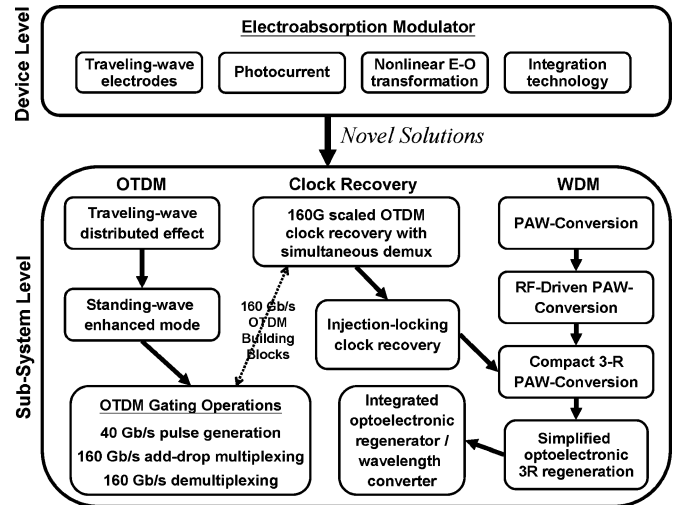 Device Level
Electroabsorption Modulator
Traveling-wave
electrodes
Photocurrent
Nonlinear E-O
transformation
Integration
technology
Novel Solutions
Sub-System Level
OTDM
Traveling-wave
distributed effect
Standing-wave
enhanced mode
OTDM Gating Operations
40 Gb/s pulse generation
160 Gb/s add-drop multiplexing
160 Gb/s demultiplexing
160 Gb/s
OTDM
Building
Blocks
Clock Recovery
160G scaled OTDM
clock recovery with
simultaneous demux
Injection-locking
clock recovery
WDM
PAW-Conversion
RF-Driven PAW-
Conversion
Compact 3-R
PAW-Conversion
Simplified
optoelectronic
3R regeneration
Integrated
optoelectronic
regenerator /
wavelength
converter